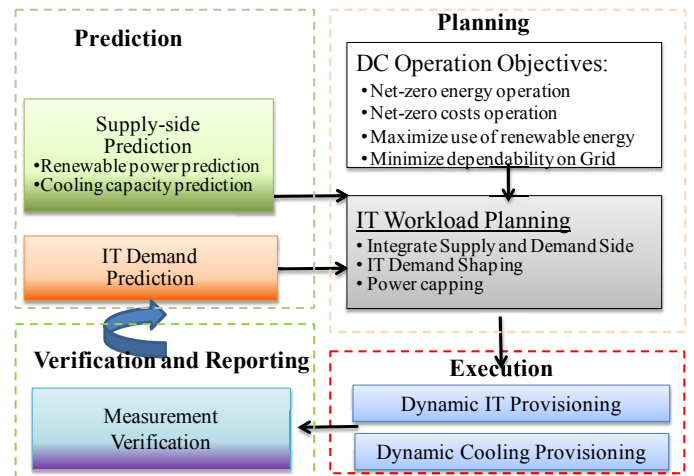 Prediction
Supply-side
Prediction
•Renewable power prediction
•Cooling capacity prediction
IT Demand
Prediction
Planning
DC Operation Objectives:
•Net-zero energy operation
•Net-zero costs operation
•Maximize use of renewable energy
•Minimize dependability on Grid
IT Workload Planning
• Integrate Supply and Demand Side
• IT Demand Shaping
• Power capping
Verification and Reporting
Measurement
Verification
Execution
Dynamic IT Provisioning
Dynamic Cooling Provisioning